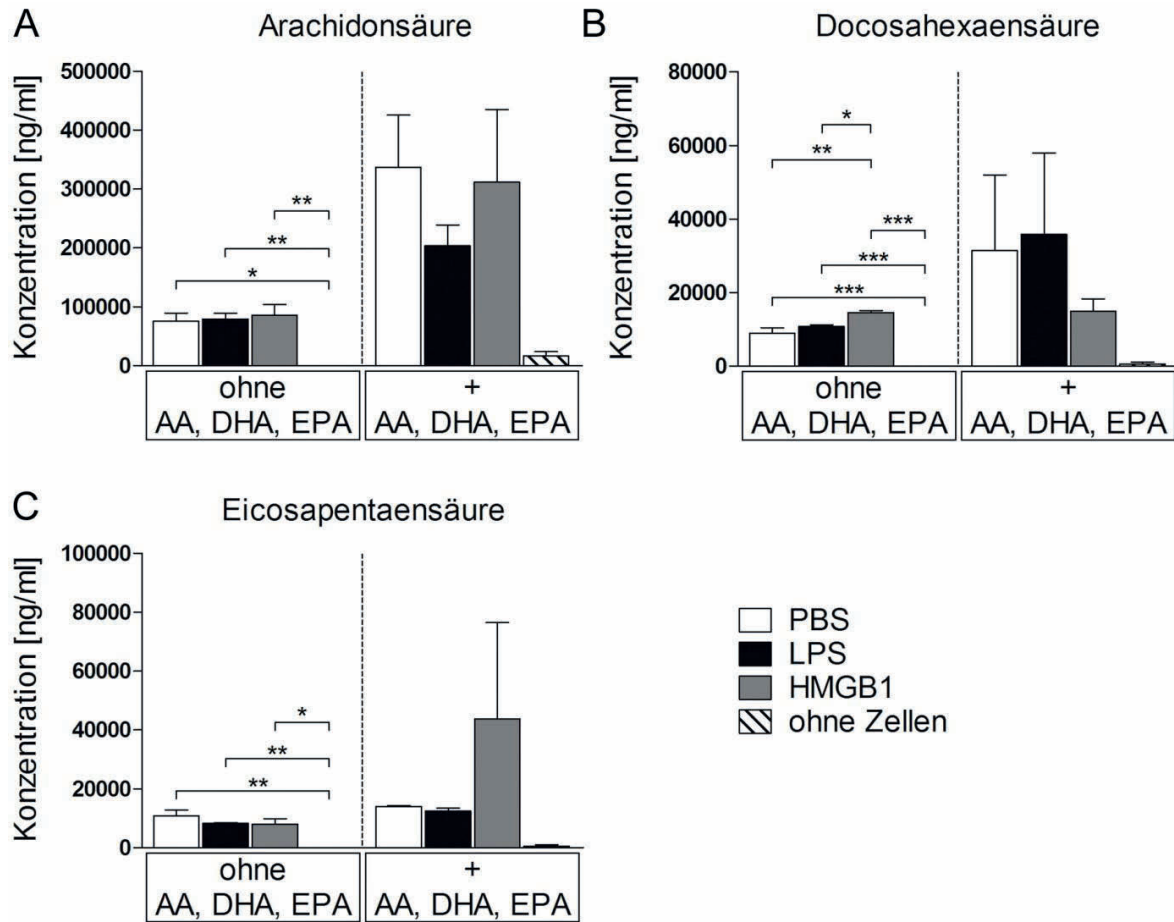 A
Arachidonsäure
Konzentration [ng/ml]
500000
400000
300000
200000
100000
0
**
**
*
ohne
AA, DHA, EPA
+
AA, DHA, EPA
B
Docosahexaensäure
Konzentration [ng/ml]
80000
60000
40000
20000
0
*
**
***
***
***
ohne
AA, DHA, EPA
+
AA, DHA, EPA
C
Eicosapentaensäure
Konzentration [ng/ml]
100000
80000
60000
40000
20000
0
*
**
**
ohne
AA, DHA, EPA
+
AA, DHA, EPA
PBS
LPS
HMGB1
ohne Zellen